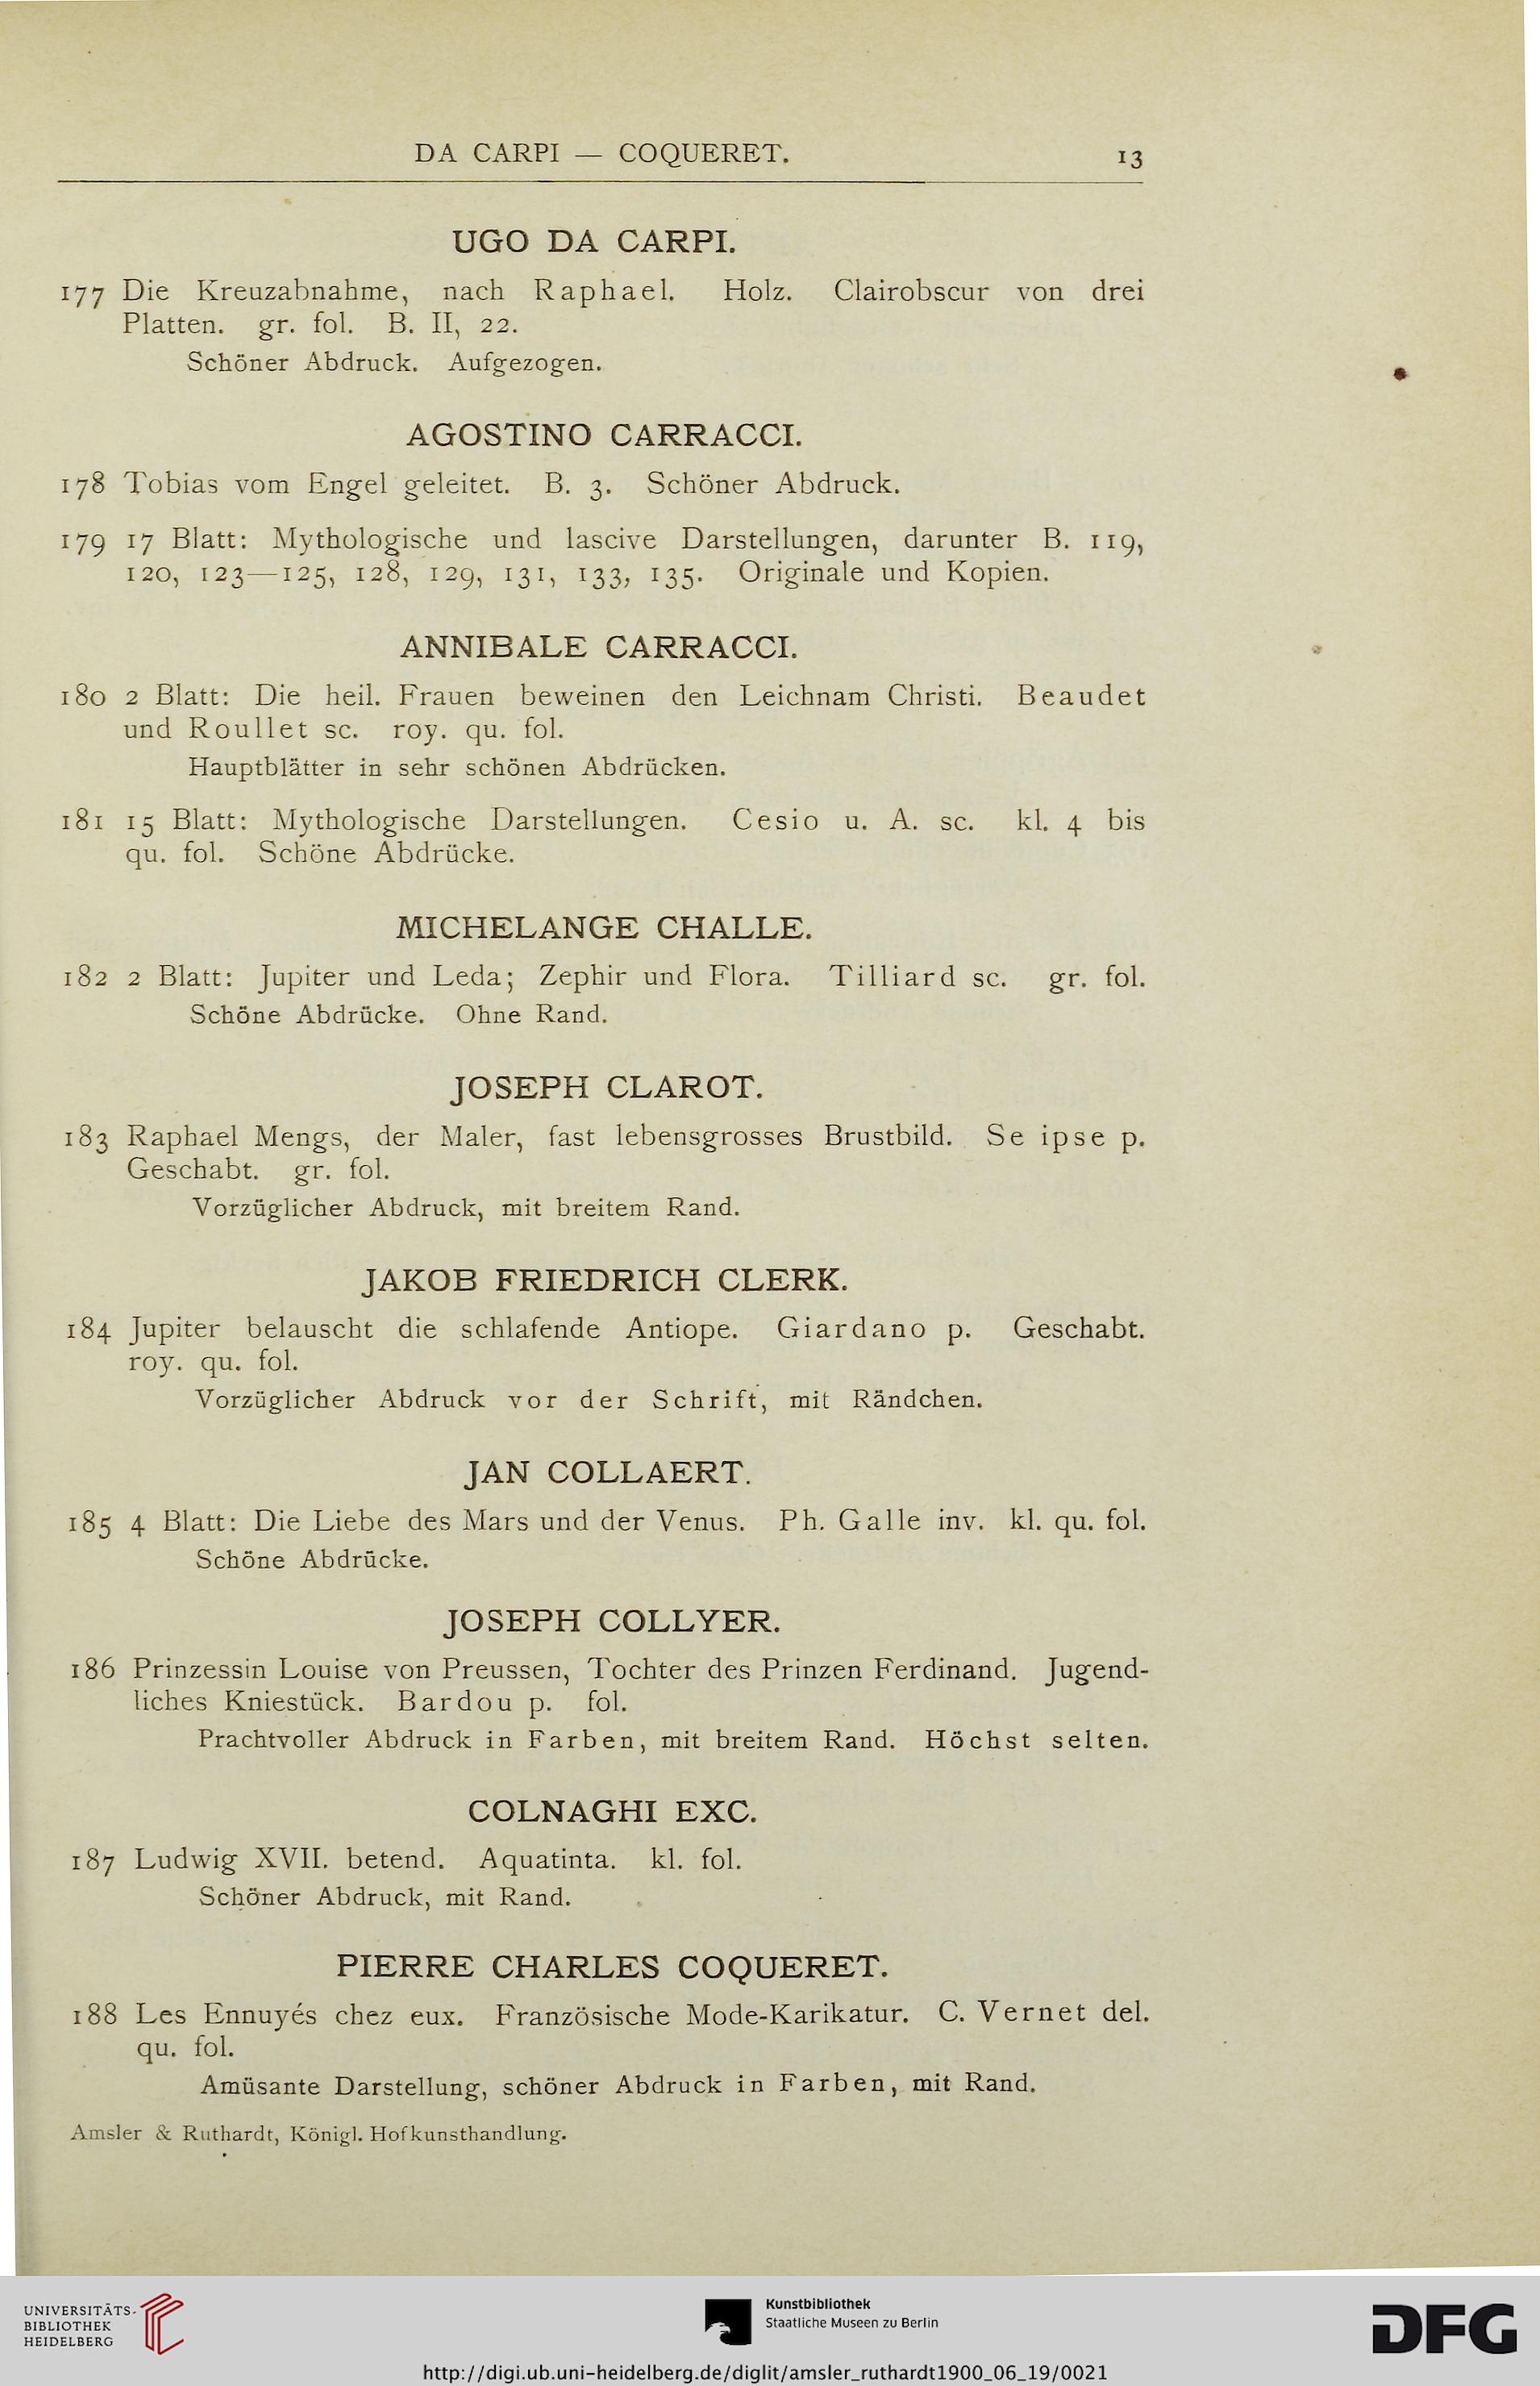 DA CARPI — COQUERET. 13
UGO DA CARPI.
177 Die Kreuzabnahme, nach Raphael. Holz. Clairobscur von drei
Platten. gr. fol. B. II, 22.
Schöner Abdruck. Aufgezogen.
AGOSTINO CARRACCI.
178 Tobias vom Engel geleitet. B. 3. Schöner Abdruck.
179 17 Blatt: Mythologische und lascive Darstellungen, darunter B. 119,
120, 123—125, 128, 129, 131, 133, 135. Originale und Kopien.
ANNIBALE CARRACCI.
180 2 Blatt: Die heil. Frauen beweinen den Leichnam Christi. Beaudet
und Roullet sc. roy. qu. fol.
Hauptblätter in sehr schönen Abdrücken.
181 15 Blatt: Mythologische Darstellungen. Cesio u. A. sc. kl. 4 bis
qu. fol. Schöne Abdrücke.
MICHELANGE CHALLE.
182 2 Blatt: Jupiter und Leda; Zephir und Flora. Tilliard sc. gr. fol.
Schöne Abdrücke. Ohne Rand.
JOSEPH CLAROT.
183 Raphael Mengs, der Maler, fast lebensgrosses Brustbild. Se ipse p.
Geschabt. gr. fol.
Vorzüglicher Abdruck, mit breitem Rand.
JAKOB FRIEDRICH CLERK.
184 Jupiter belauscht die schlafende Antiope. Giardano p. Geschabt.
roy. qu. fol.
Vorzüglicher Abdruck vor der Schrift, mit Rändchen.
JAN COLLAERT.
185 4 Blatt: Die Liebe des Mars und der Venus. Ph. Galle inv. kl. qu. fol.
Schöne Abdrücke.
JOSEPH COLLYER.
186 Prinzessin Louise von Preussen, Tochter des Prinzen Ferdinand. Jugend-
liches Kniestück. Bardou p. fol.
Prachtvoller Abdruck in Farben, mit breitem Rand. Höchst selten.
COLNAGHI EXC.
187 Ludwig XVII. betend. Aquatinta. kl. fol.
Schöner Abdruck, mit Rand.
PIERRE CHARLES COQUERET.
188 Les Ennuyés chez eux. Französische Mode-Karikatur. C. Vernet del.
qu. fol.
Amüsante Darstellung, schöner Abdruck in Farben, mit Rand.
Amsler & Ruthardt, Königl. Hofkunsthandlung.
UNIVERSITÄTS-
BIBLIOTHEK
HEIDELBERG
Kunstbibliothek
Staatliche Museen zu Berlin
DFG
http://digi.ub.uni-heidelberg.de/diglit/amsler_ruthardt1900_06_19/0021